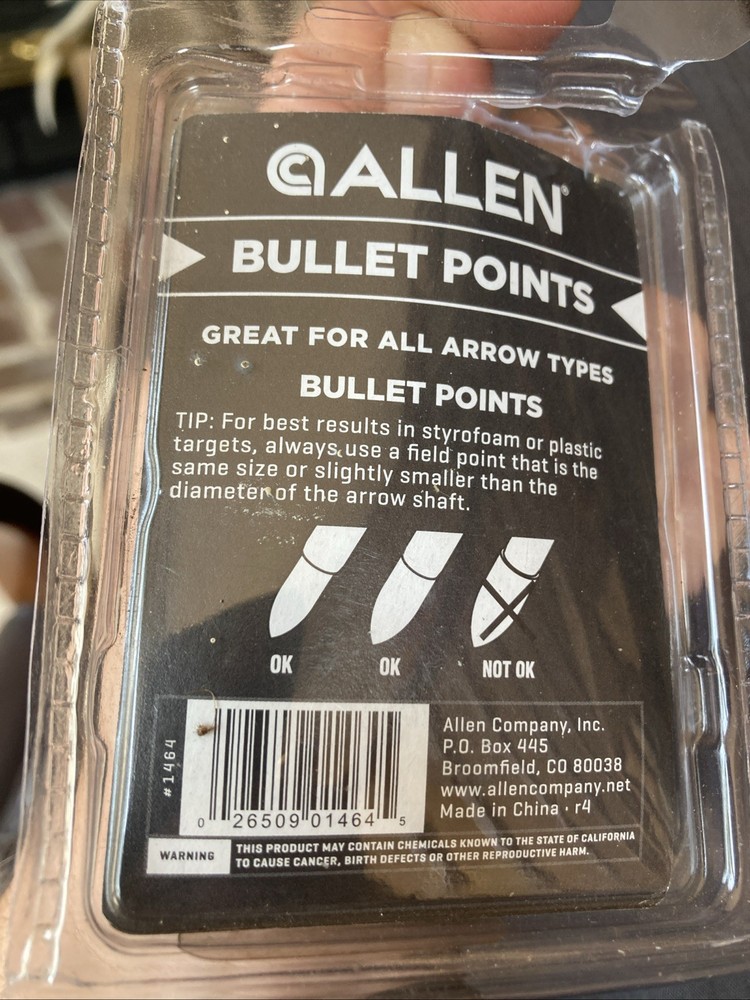 ALLEN®
BULLET POINTS
GREAT FOR ALL ARROW TYPES
BULLET POINTS
TIP: For best results in styrofoam or plastic
targets, always use a field point that is the
same size or slightly smaller than the
diameter of the arrow shaft.
OK OK NOT OK
#1464
0 26509 01464 5
Allen Company, Inc.
P.O. Box 445
Broomfield, CO 80038
www.allencompany.net
Made in China · r4
WARNING
THIS PRODUCT MAY CONTAIN CHEMICALS KNOWN TO THE STATE OF CALIFORNIA
TO CAUSE CANCER, BIRTH DEFECTS OR OTHER REPRODUCTIVE HARM.